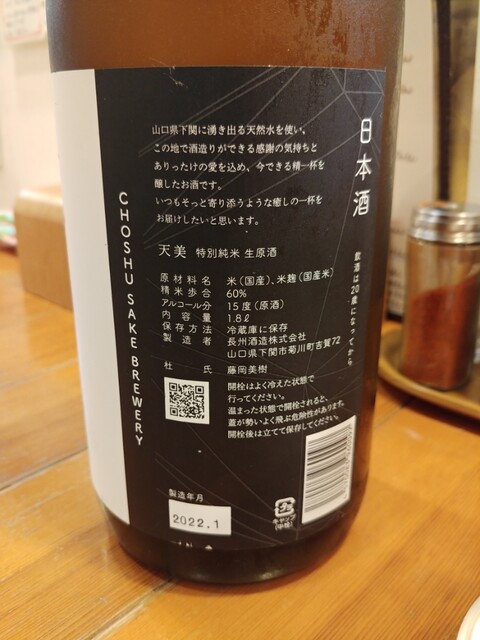 山口県下関に湧き出る天然水を使い、
この地で酒造りができる感謝の気持ちと
ありったけの愛を込め、今できる精一杯を
醸したお酒です。
いつもそっと寄り添うような癒しの一杯を
お届けしたいと思います。
日本酒
飲酒は20歳になってから
CHOSHU SAKE BREWERY
天美 特別純米 生原酒
原材料名 米(国産)、米麹(国産米)
精米歩合 60%
アルコール分 15度(原酒)
内容量 1.8ℓ
保存方法 冷蔵庫に保存
製造者 長州酒造株式会社
山口県下関市菊川町古賀72
杜氏 藤岡美樹
開栓はよく冷えた状態で
行ってください。
温まった状態で開栓されると、
蓋が勢いよく飛ぶ危険性があります。
開栓後は立てて保存してください。
製造年月
2022.1
キャップ
(中栓)